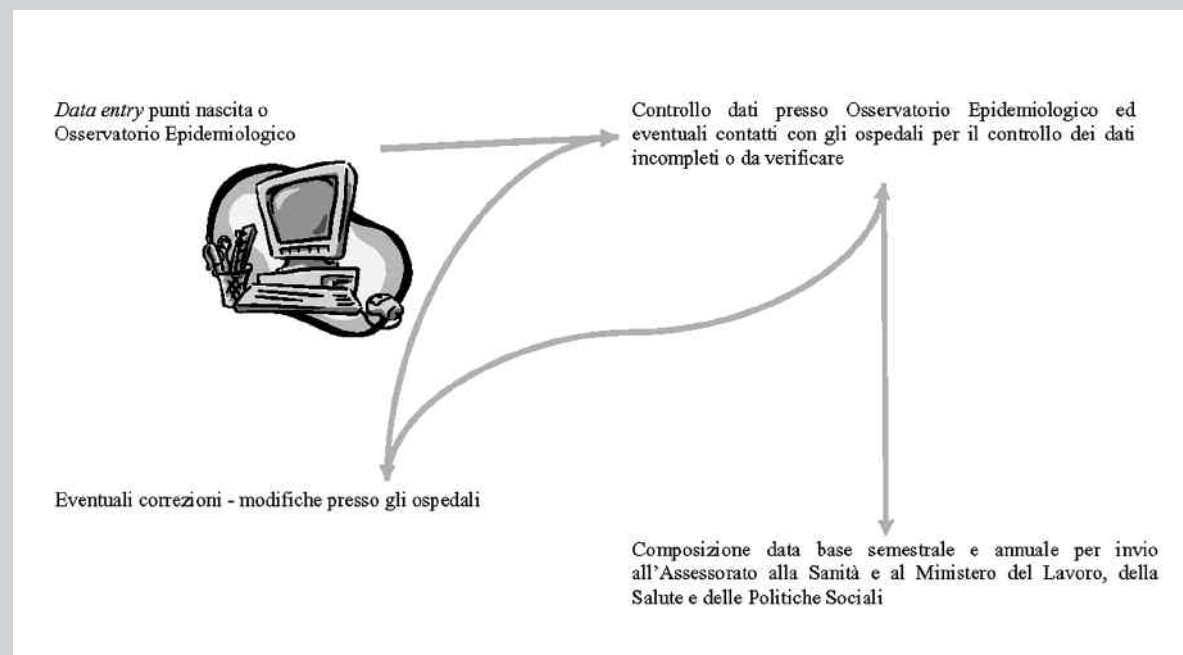 Data entry punti nascita o
Osservatorio Epidemiologico
Controllo dati presso Osservatorio Epidemiologico ed
eventuali contatti con gli ospedali per il controllo dei dati
incompleti o da verificare
Eventuali correzioni - modifiche presso gli ospedali
Composizione data base semestrale e annuale per invio
all'Assessorato alla Sanità e al Ministero del Lavoro, della
Salute e delle Politiche Sociali